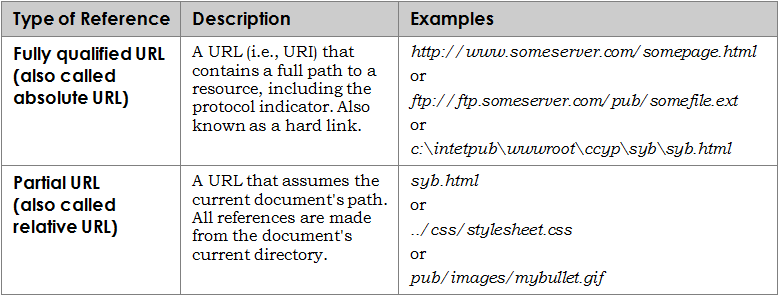 Type of Reference Description Examples
Fully qualified URL
(also called
absolute URL)
A URL (i.e., URI) that
contains a full path to a
resource, including the
protocol indicator. Also
known as a hard link.
http://www.someserver.com/somepage.html
or
ftp://ftp.someserver.com/pub/somefile.ext
or
c:\intetpub\wwwroot\ccyp\syb\syb.html
Partial URL
(also called
relative URL)
A URL that assumes the
current document's path.
All references are made
from the document's
current directory.
syb.html
or
../css/stylesheet.css
or
pub/images/mybullet.gif